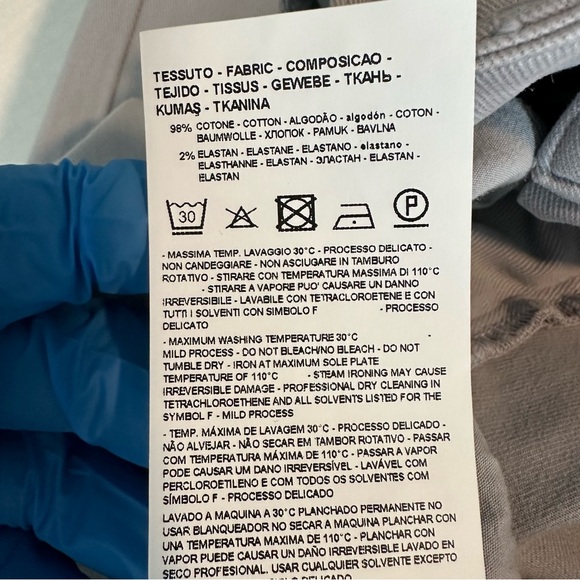 TESSUTO - FABRIC - COMPOSICAO -
TEJIDO - TISSUS - GEWEBE - ТКАНЬ -
KUMAŞ - TKANINA
98% COTONE - COTTON - ALGODÃO - algodón - COTON -
BAUMWOLLE - ХЛОПОК - PAMUK - BAVLNA
2% ELASTAN - ELASTANE - ELASTANO - elastano -
ELASTHANNE - ELASTAN - ЭЛАСТАН - ELASTAN -
ELASTAN
30 P
- MASSIMA TEMP. LAVAGGIO 30°C - PROCESSO DELICATO -
NON CANDEGGIARE - NON ASCIUGARE IN TAMBURO
ROTATIVO - STIRARE CON TEMPERATURA MASSIMA DI 110°C
- STIRARE A VAPORE PUO' CAUSARE UN DANNO
IRREVERSIBILE - LAVABILE CON TETRACLOROETENE E CON
TUTTI I SOLVENTI CON SIMBOLO F - PROCESSO
DELICATO
- MAXIMUM WASHING TEMPERATURE 30°C -
MILD PROCESS - DO NOT BLEACH/NO BLEACH - DO NOT
TUMBLE DRY - IRON AT MAXIMUM SOLE PLATE
TEMPERATURE OF 110°C - STEAM IRONING MAY CAUSE
IRREVERSIBLE DAMAGE - PROFESSIONAL DRY CLEANING IN
TETRACHLOROETHENE AND ALL SOLVENTS LISTED FOR THE
SYMBOL F - MILD PROCESS
- TEMP. MÁXIMA DE LAVAGEM 30°C - PROCESSO DELICADO -
NÃO ALVEJAR - NÃO SECAR EM TAMBOR ROTATIVO - PASSAR
COM TEMPERATURA MÁXIMA DE 110°C - PASSAR A VAPOR
PODE CAUSAR UM DANO IRREVERSÍVEL - LAVÁVEL COM
PERCLOROETILENO E COM TODOS OS SOLVENTES COM
SÍMBOLO F - PROCESSO DELICADO
LAVADO A MAQUINA A 30°C PLANCHADO PERMANENTE NO
USAR BLANQUEADOR NO SECAR A MAQUINA PLANCHAR CON
UNA TEMPERATURA MAXIMA DE 110°C - PLANCHAR CON
VAPOR PUEDE CAUSAR UN DAÑO IRREVERSIBLE LAVADO EN
SECO PROFESIONAL USAR CUALQUIER SOLVENTE EXCEPTO